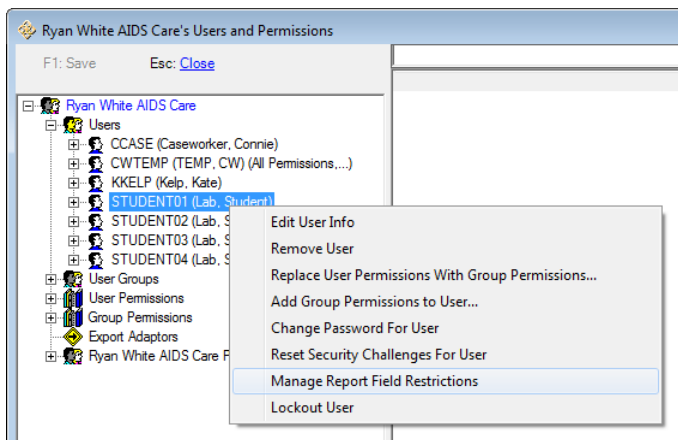 Ryan White AIDS Care's Users and Permissions
F1: Save Esc: Close
Ryan White AIDS Care
Users
CCASE (Caseworker, Connie)
CWTEMP (TEMP, CW) (All Permissions,...)
KKELP (Kelp, Kate)
STUDENT01 (Lab, Student)
STUDENT02 (Lab, S
STUDENT03 (Lab, S
STUDENT04 (Lab, S
User Groups
User Permissions
Group Permissions
Export Adaptors
Ryan White AIDS Care F
Edit User Info
Remove User
Replace User Permissions With Group Permissions...
Add Group Permissions to User...
Change Password For User
Reset Security Challenges For User
Manage Report Field Restrictions
Lockout User